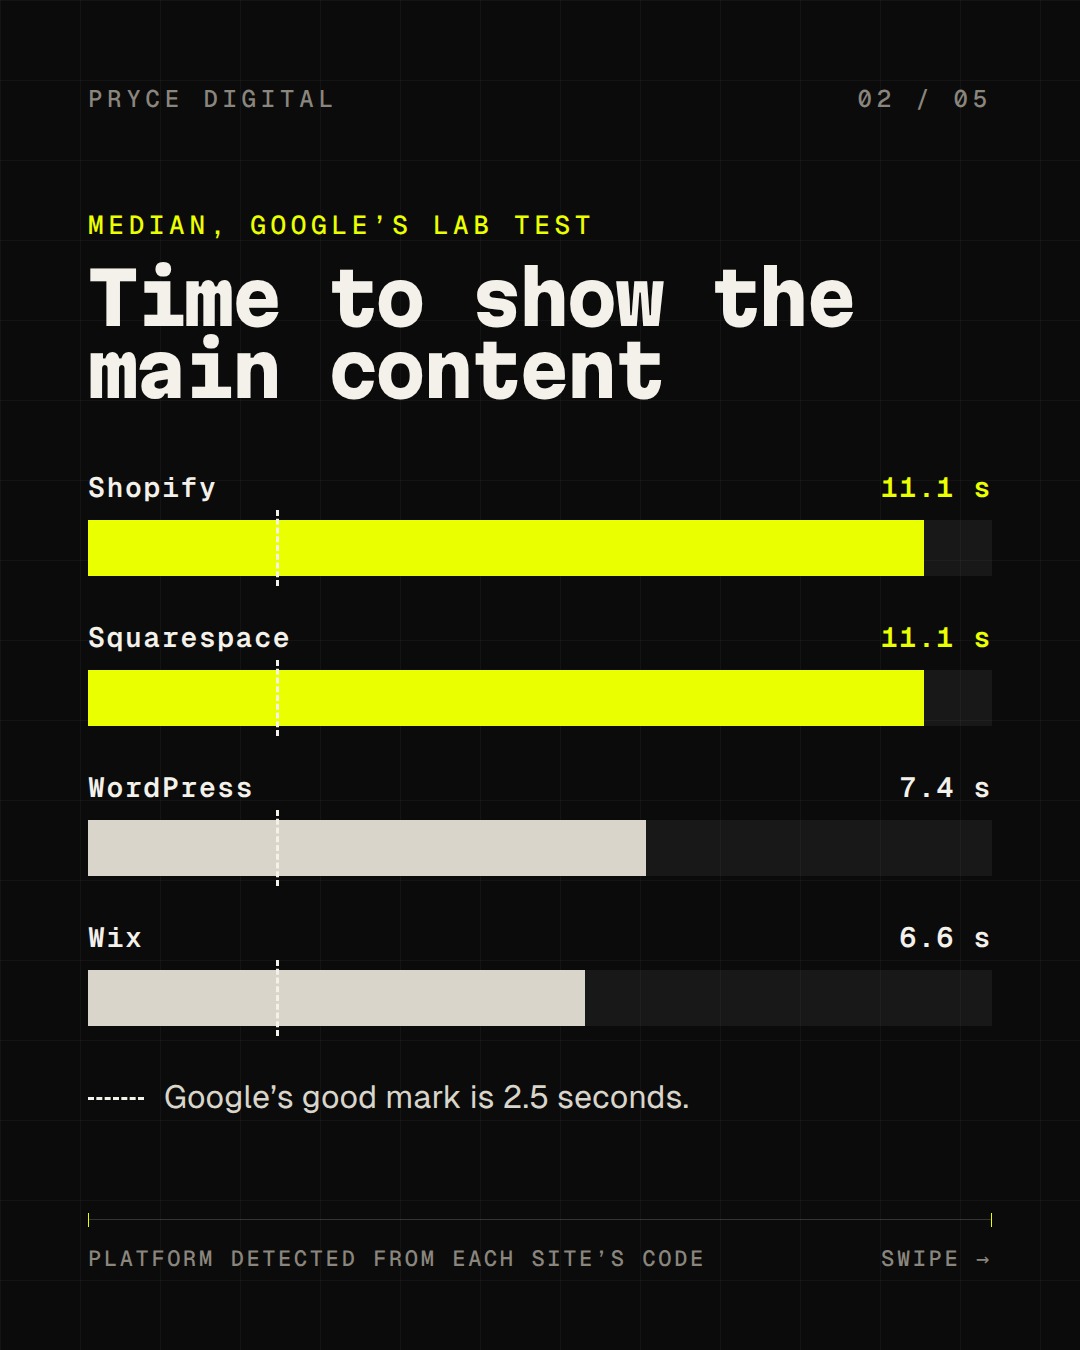 PRYCE DIGITAL
02 / 05
MEDIAN, GOOGLE’S LAB TEST
Time to show the
main content
Shopify
11.1 s
Squarespace
11.1 s
WordPress
7.4 s
Wix
6.6 s
Google’s good mark is 2.5 seconds.
PLATFORM DETECTED FROM EACH SITE’S CODE
SWIPE →